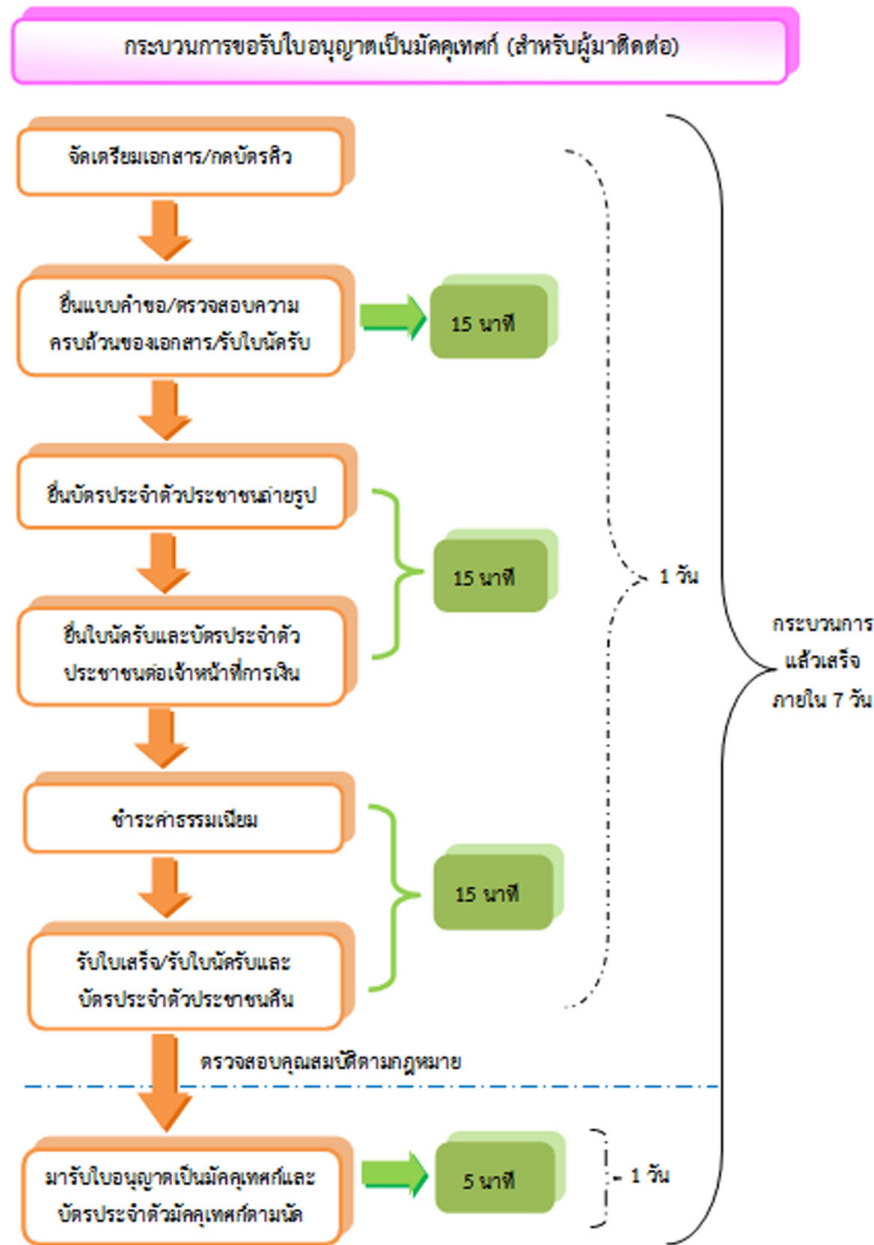 กระบวนการขอรับใบอนุญาตเป็นมัคคุเทศก์ (สำหรับผู้มาติดต่อ)
จัดเตรียมเอกสาร/กดบัตรคิว
ยื่นแบบคำขอ/ตรวจสอบความ
ครบถ้วนของเอกสาร/รับใบนัดรับ
15 นาที
ยื่นบัตรประจำตัวประชาชนถ่ายรูป
ยื่นใบนัดรับและบัตรประจำตัว
ประชาชนต่อเจ้าหน้าที่การเงิน
15 นาที
ชำระค่าธรรมเนียม
รับใบเสร็จ/รับใบนัดรับและ
บัตรประจำตัวประชาชนคืน
15 นาที
1 วัน
ตรวจสอบคุณสมบัติตามกฎหมาย
มารับใบอนุญาตเป็นมัคคุเทศก์และ
บัตรประจำตัวมัคคุเทศก์ตามนัด
5 นาที
1 วัน
กระบวนการ
แล้วเสร็จ
ภายใน 7 วัน